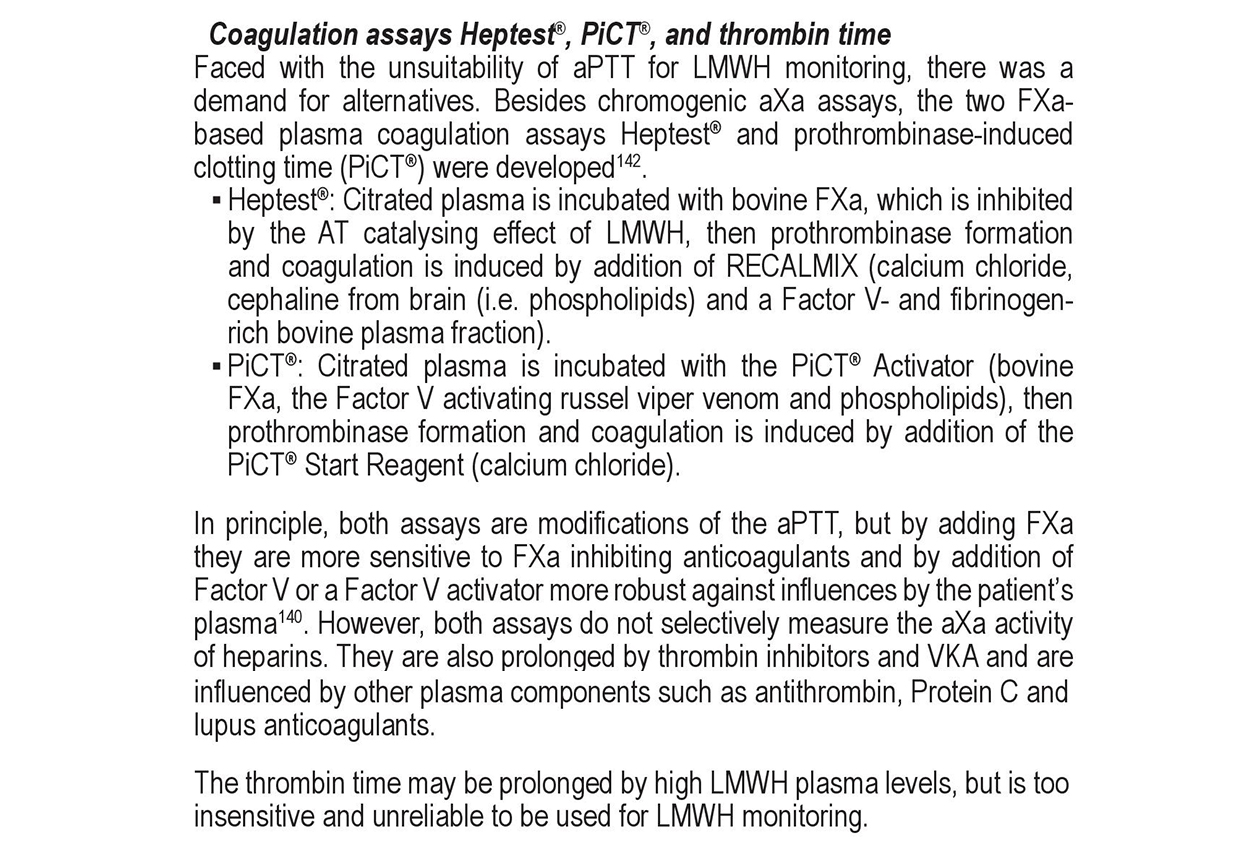 Coagulation assays Heptest®, PiCT®, and thrombin time
Faced with the unsuitability of aPTT for LMWH monitoring, there was a
demand for alternatives. Besides chromogenic aXa assays, the two FXa-
based plasma coagulation assays Heptest® and prothrombinase-induced
clotting time (PiCT®) were developed¹⁴².
▪ Heptest®: Citrated plasma is incubated with bovine FXa, which is inhibited
by the AT catalysing effect of LMWH, then prothrombinase formation
and coagulation is induced by addition of RECALMIX (calcium chloride,
cephaline from brain (i.e. phospholipids) and a Factor V- and fibrinogen-
rich bovine plasma fraction).
▪ PiCT®: Citrated plasma is incubated with the PiCT® Activator (bovine
FXa, the Factor V activating russel viper venom and phospholipids), then
prothrombinase formation and coagulation is induced by addition of the
PiCT® Start Reagent (calcium chloride).
In principle, both assays are modifications of the aPTT, but by adding FXa
they are more sensitive to FXa inhibiting anticoagulants and by addition of
Factor V or a Factor V activator more robust against influences by the patient’s
plasma¹⁴⁰. However, both assays do not selectively measure the aXa activity
of heparins. They are also prolonged by thrombin inhibitors and VKA and are
influenced by other plasma components such as antithrombin, Protein C and
lupus anticoagulants.
The thrombin time may be prolonged by high LMWH plasma levels, but is too
insensitive and unreliable to be used for LMWH monitoring.